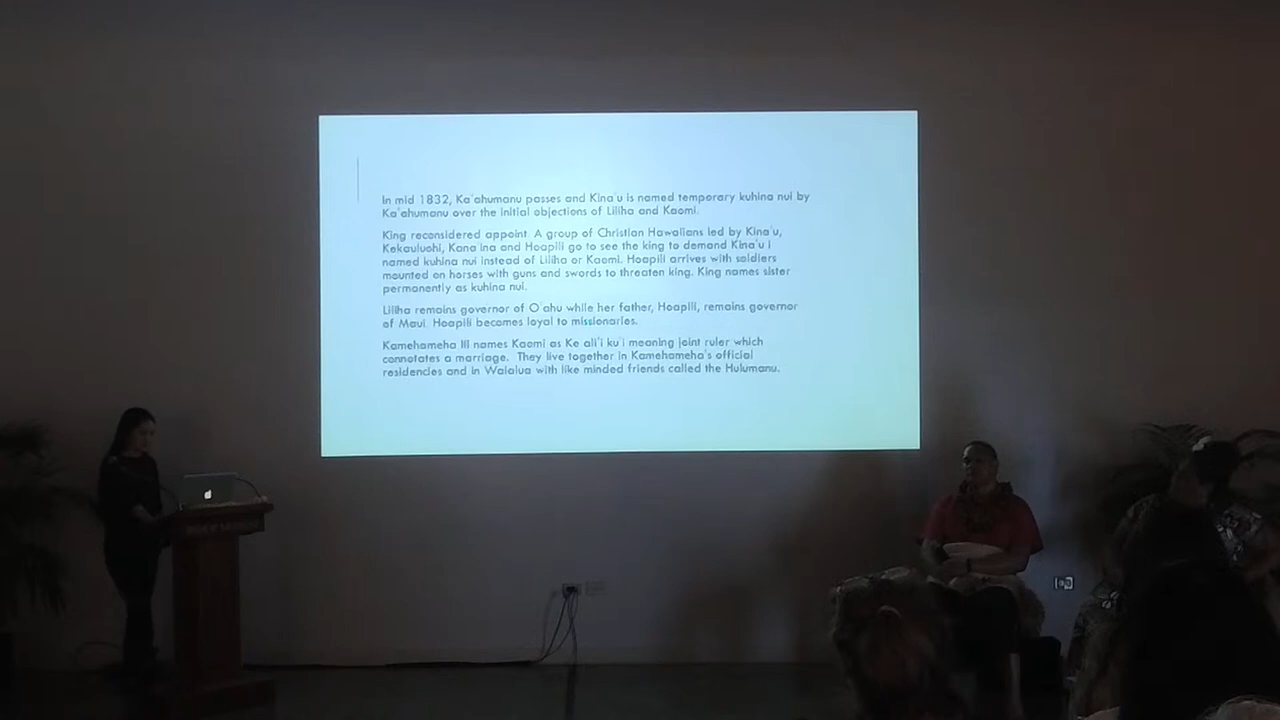 In mid 1832, Ka'ahumanu passes and Kina'u is named temporary kuhina nui by
Ka'ahumanu over the initial objections of Liliha and Kaomi.
King reconsidered appoint. A group of Christian Hawaiians led by Kina'u,
Kekauluohi, Kana'ina and Hoapili go to see the king to demand Kina'u i
named kuhina nui instead of Liliha or Kaomi. Hoapili arrives with soldiers
mounted on horses with guns and swords to threaten king. King names sister
permanently as kuhina nui.
Liliha remains governor of O'ahu while her father, Hoapili, remains governor
of Maui. Hoapili becomes loyal to missionaries.
Kamehameha III names Kaomi as Ke ali'i ku'i meaning joint ruler which
connotates a marriage. They live together in Kamehameha's official
residencies and in Waialua with like minded friends called the Hulumanu.